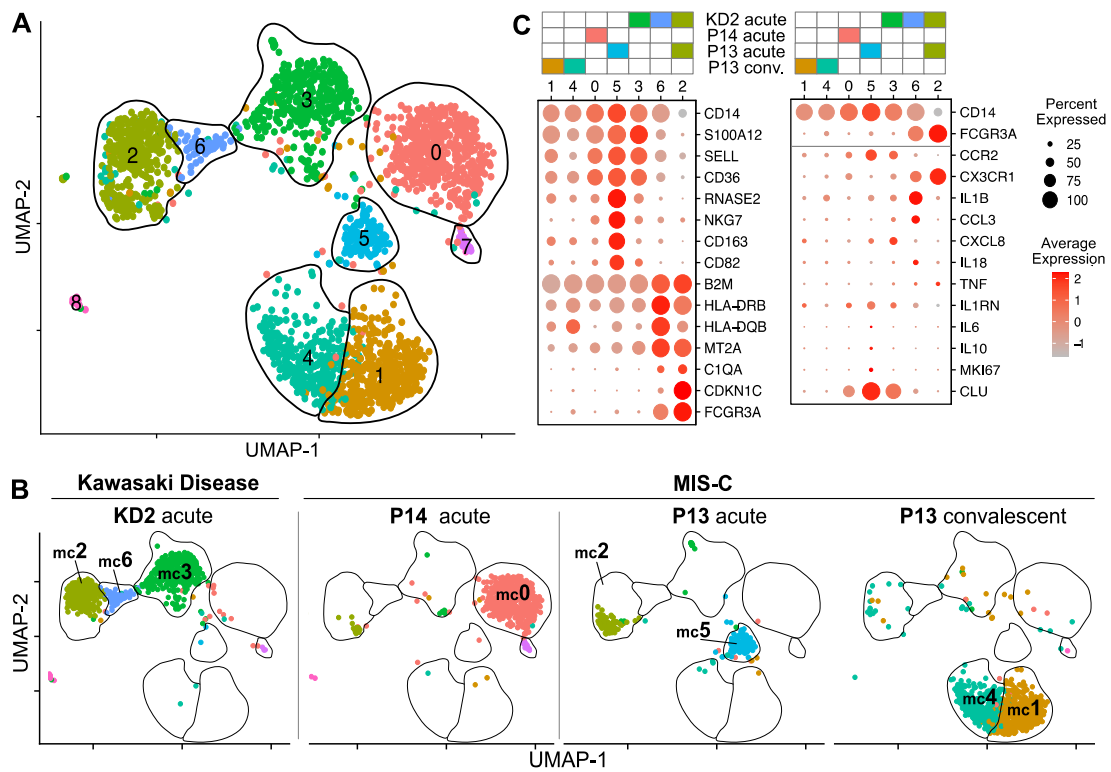 A
UMAP-2
UMAP-1
0
1
2
3
4
5
6
7
8
C
KD2 acute
P14 acute
P13 acute
P13 conv.
1 4 0 5 3 6 2
CD14
S100A12
SELL
CD36
RNASE2
NKG7
CD163
CD82
B2M
HLA-DRB
HLA-DQB
MT2A
C1QA
CDKN1C
FCGR3A
1 4 0 5 3 6 2
CD14
FCGR3A
CCR2
CX3CR1
IL1B
CCL3
CXCL8
IL18
TNF
IL1RN
IL6
IL10
MKI67
CLU
Percent
Expressed
25
50
75
100
Average
Expression
2
1
0
-1
B
Kawasaki Disease
MIS-C
KD2 acute
P14 acute
P13 acute
P13 convalescent
mc2
mc6
mc3
mc0
mc2
mc5
mc4
mc1
UMAP-2
UMAP-1